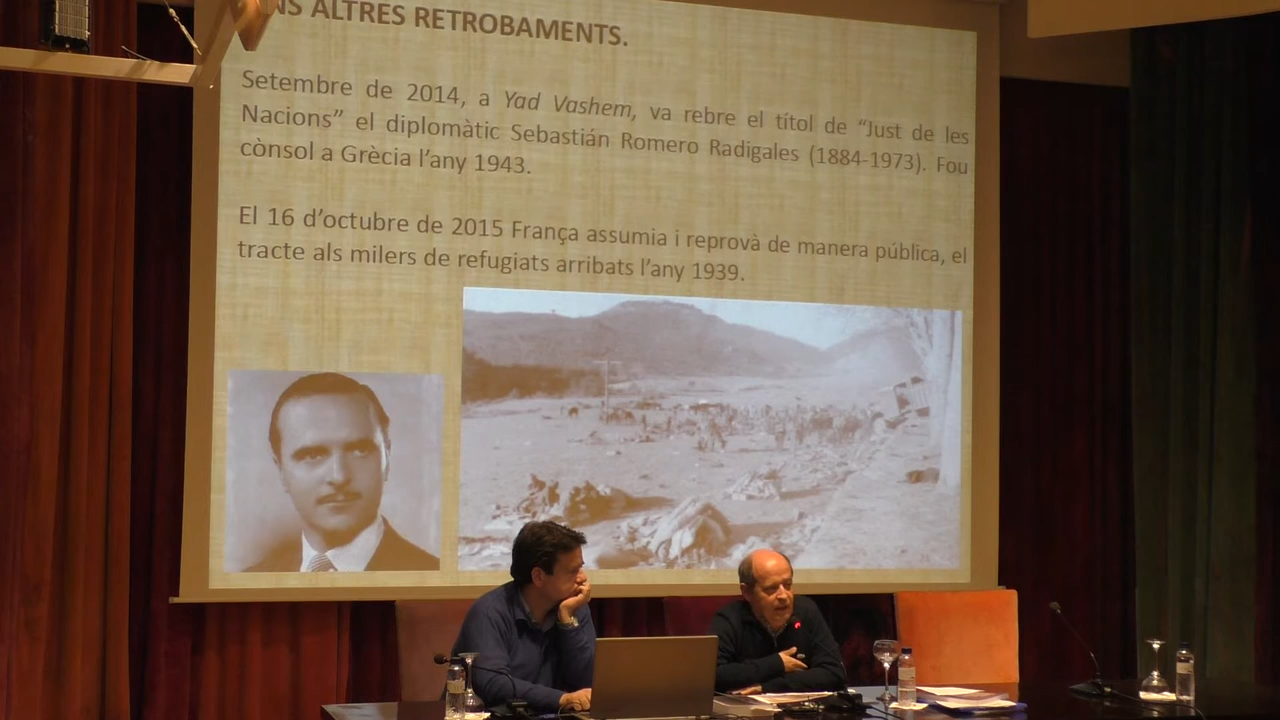 NS ALTRES RETROBAMENTS.
Setembre de 2014, a Yad Vashem, va rebre el títol de “Just de les
Nacions” el diplomàtic Sebastián Romero Radigales (1884-1973). Fou
cònsol a Grècia l’any 1943.
El 16 d’octubre de 2015 França assumia i reprovà de manera pública, el
tracte als milers de refugiats arribats l’any 1939.